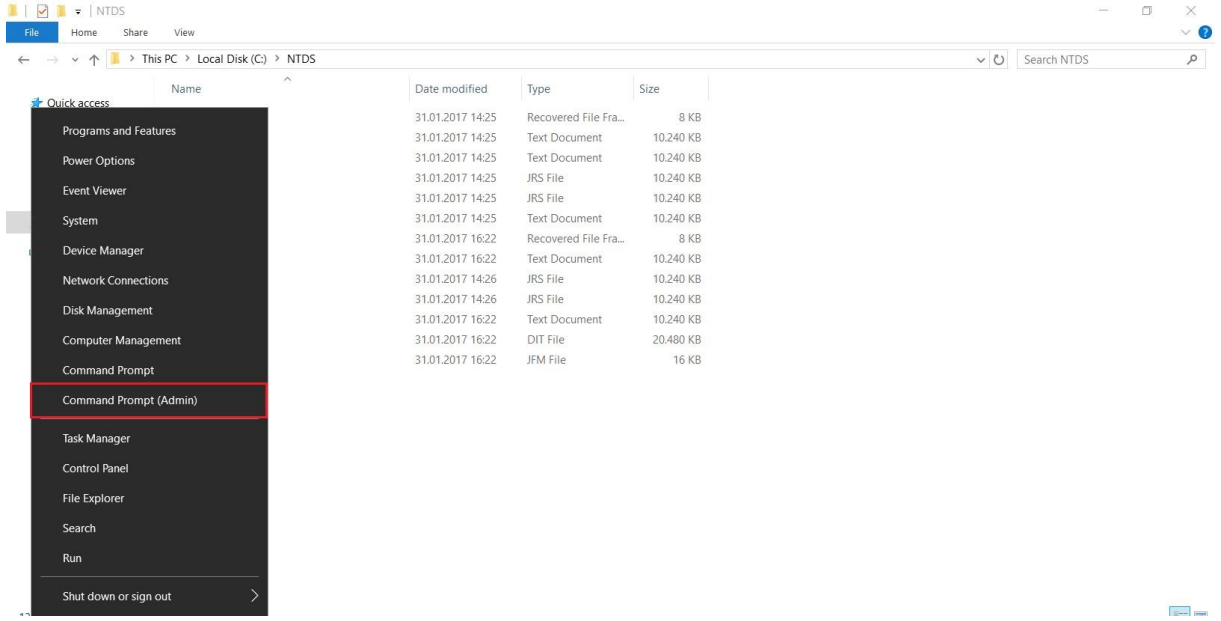 NTDS
File Home Share View
This PC > Local Disk (C:) > NTDS
Search NTDS
Name Date modified Type Size
Quick access
31.01.2017 14:25 Recovered File Fra... 8 KB
31.01.2017 14:25 Text Document 10.240 KB
31.01.2017 14:25 Text Document 10.240 KB
31.01.2017 14:25 JRS File 10.240 KB
31.01.2017 14:25 JRS File 10.240 KB
31.01.2017 14:25 Text Document 10.240 KB
31.01.2017 16:22 Recovered File Fra... 8 KB
31.01.2017 16:22 Text Document 10.240 KB
31.01.2017 14:26 JRS File 10.240 KB
31.01.2017 14:26 JRS File 10.240 KB
31.01.2017 16:22 Text Document 10.240 KB
31.01.2017 16:22 DIT File 20.480 KB
31.01.2017 16:22 JFM File 16 KB
Programs and Features
Power Options
Event Viewer
System
Device Manager
Network Connections
Disk Management
Computer Management
Command Prompt
Command Prompt (Admin)
Task Manager
Control Panel
File Explorer
Search
Run
Shut down or sign out